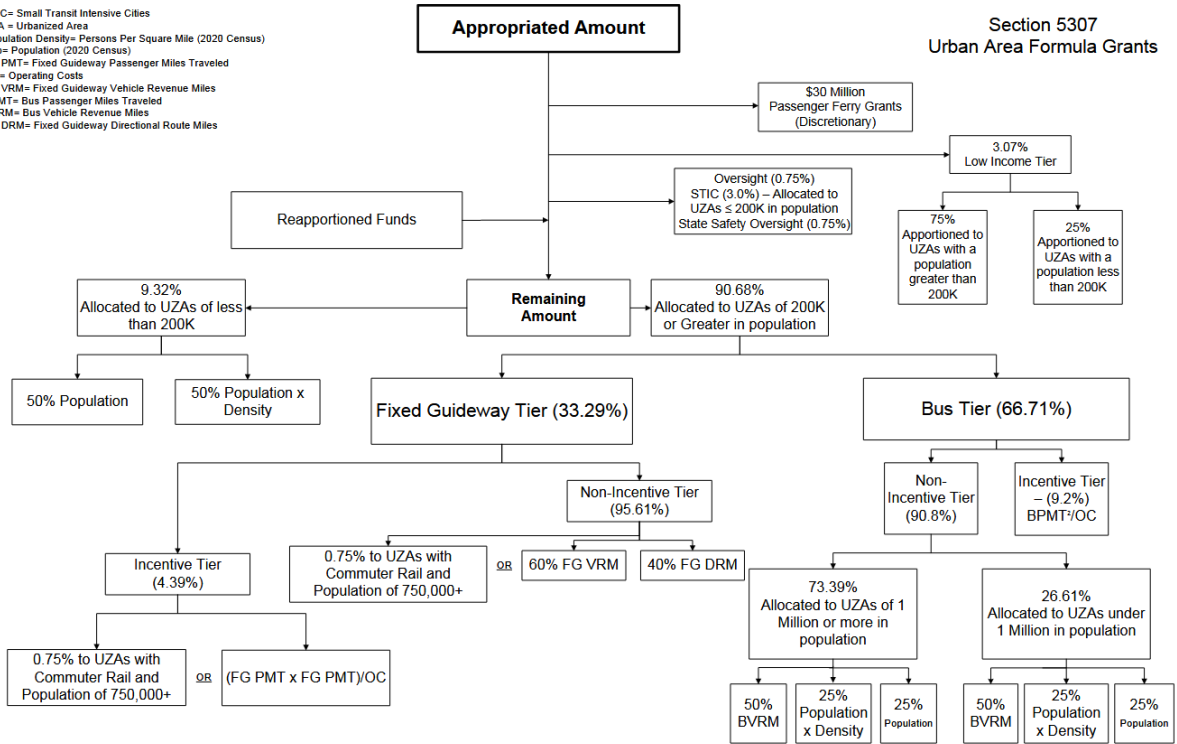 C= Small Transit Intensive Cities
A = Urbanized Area
pulation Density= Persons Per Square Mile (2020 Census)
= Population (2020 Census)
PMT= Fixed Guideway Passenger Miles Traveled
= Operating Costs
VRM= Fixed Guideway Vehicle Revenue Miles
MT= Bus Passenger Miles Traveled
RM= Bus Vehicle Revenue Miles
DRM= Fixed Guideway Directional Route Miles
Appropriated Amount
Section 5307
Urban Area Formula Grants
$30 Million
Passenger Ferry Grants
(Discretionary)
3.07%
Low Income Tier
Oversight (0.75%)
STIC (3.0%) – Allocated to
UZAs ≤ 200K in population
State Safety Oversight (0.75%)
Reapportioned Funds
75%
Apportioned to
UZAs with a
population
greater than
200K
25%
Apportioned to
UZAs with a
population less
than 200K
9.32%
Allocated to UZAs of less
than 200K
Remaining
Amount
90.68%
Allocated to UZAs of 200K
or Greater in population
50% Population
50% Population x
Density
Fixed Guideway Tier (33.29%)
Bus Tier (66.71%)
Non-Incentive Tier
(95.61%)
Non-
Incentive Tier
(90.8%)
Incentive Tier
– (9.2%)
BPMT²/OC
Incentive Tier
(4.39%)
0.75% to UZAs with
Commuter Rail and
Population of 750,000+
OR
60% FG VRM
40% FG DRM
73.39%
Allocated to UZAs of 1
Million or more in
population
26.61%
Allocated to UZAs under
1 Million in population
0.75% to UZAs with
Commuter Rail and
Population of 750,000+
OR
(FG PMT x FG PMT)/OC
50%
BVRM
25%
Population
x Density
25%
Population
50%
BVRM
25%
Population
x Density
25%
Population